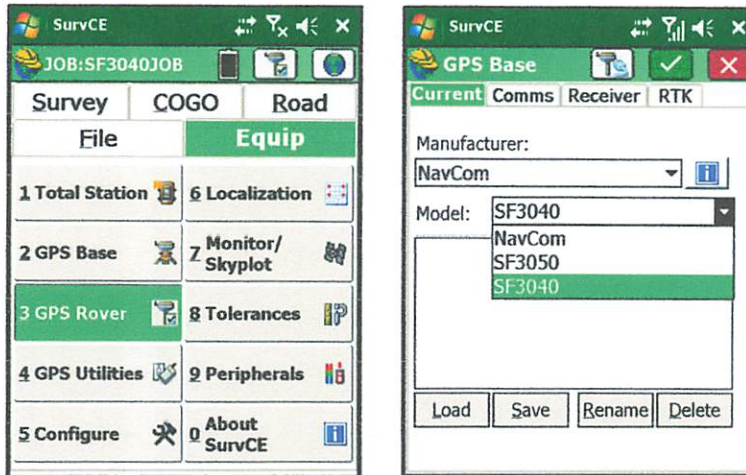 SurvCE
JOB:SF3040JOB
Survey COGO Road
File Equip
1 Total Station 6 Localization
2 GPS Base 7 Monitor/
Skyplot
3 GPS Rover 8 Tolerances
4 GPS Utilities 9 Peripherals
5 Configure 0 About
SurvCE
SurvCE
GPS Base
Current Comms Receiver RTK
Manufacturer:
NavCom
Model: SF3040
NavCom
SF3050
SF3040
Load Save Rename Delete